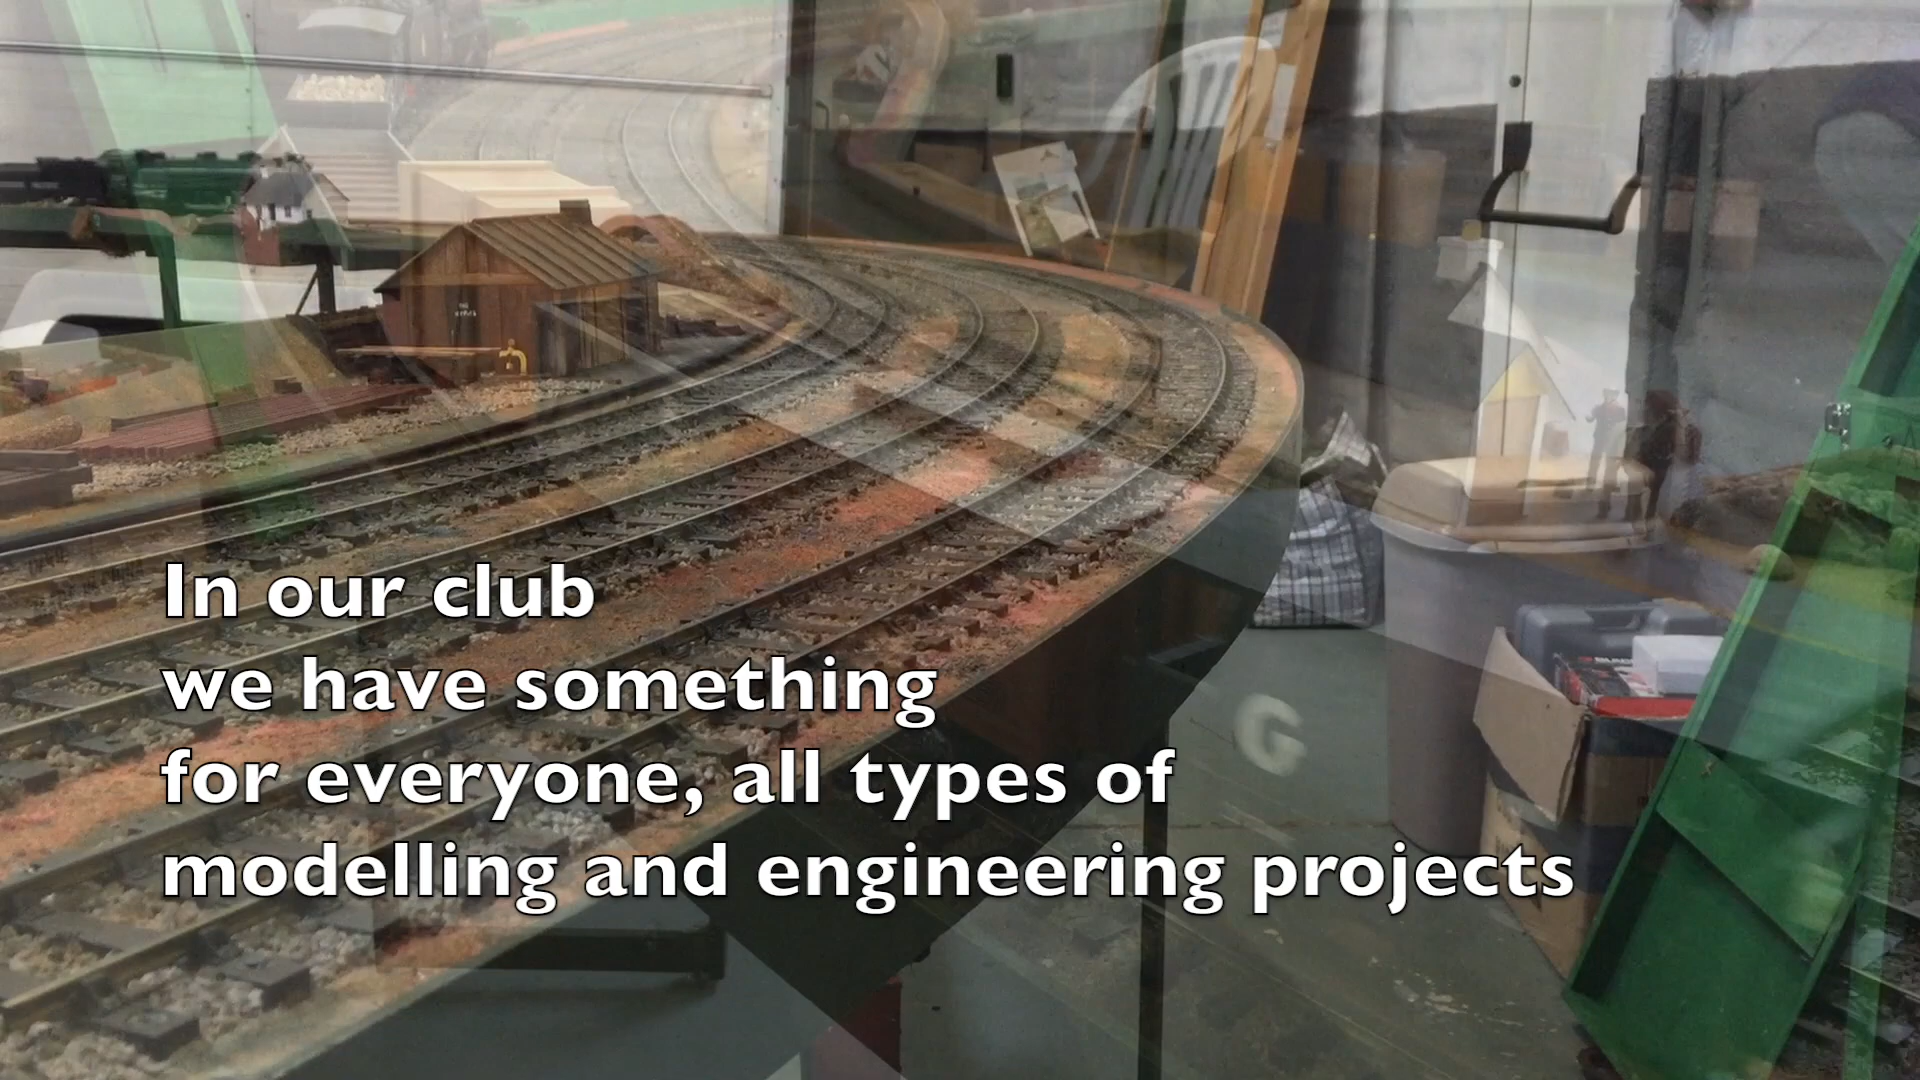 In our club
we have something
for everyone, all types of
modelling and engineering projects
G